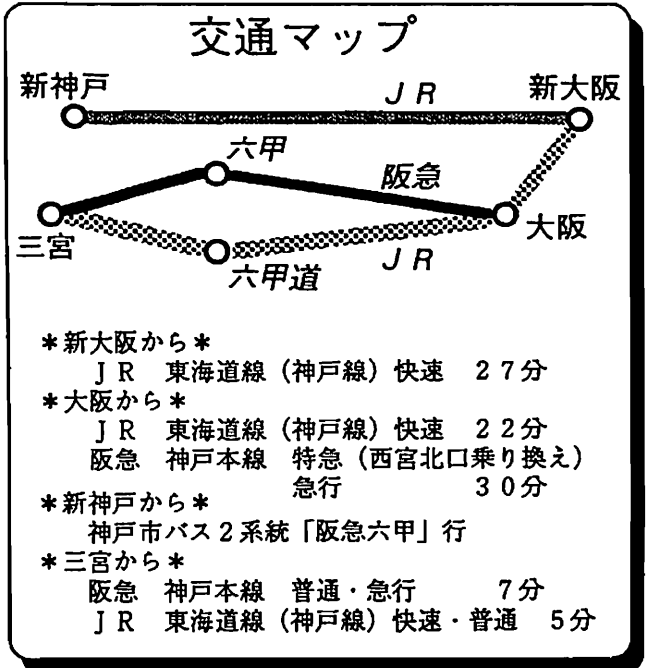 交通マップ
新神戸 JR 新大阪
六甲 阪急
三宮 大阪
六甲道 JR
*新大阪から*
JR 東海道線(神戸線)快速 27分
*大阪から*
JR 東海道線(神戸線)快速 22分
阪急 神戸本線 特急(西宮北口乗り換え)
急行 30分
*新神戸から*
神戸市バス2系統「阪急六甲」行
*三宮から*
阪急 神戸本線 普通・急行 7分
JR 東海道線(神戸線)快速・普通 5分